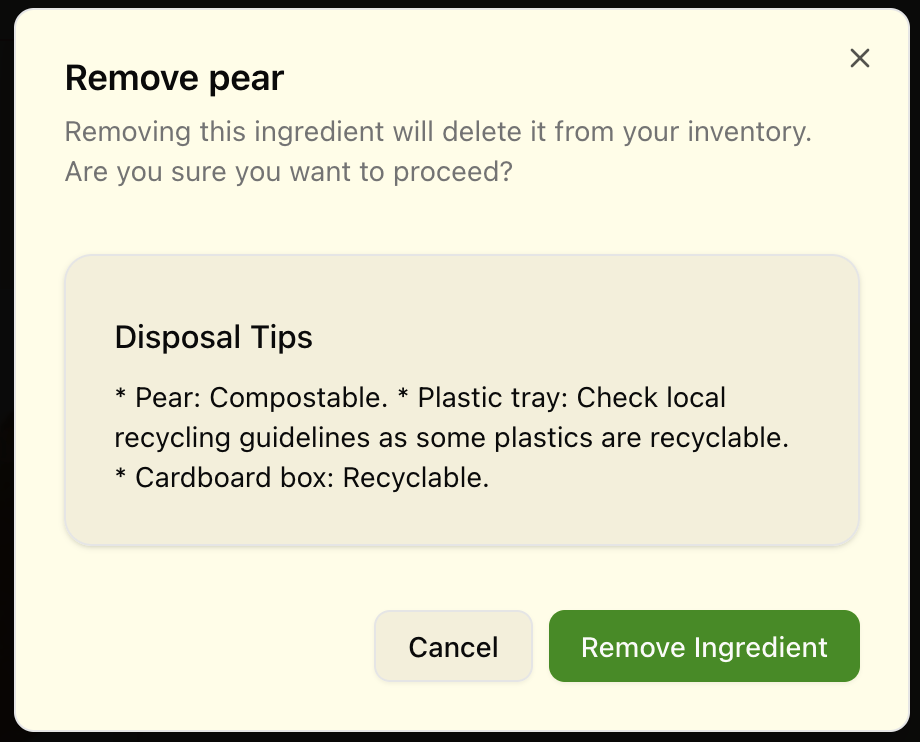 Remove pear
Removing this ingredient will delete it from your inventory.
Are you sure you want to proceed?
Disposal Tips
* Pear: Compostable. * Plastic tray: Check local
recycling guidelines as some plastics are recyclable.
* Cardboard box: Recyclable.
Cancel
Remove Ingredient